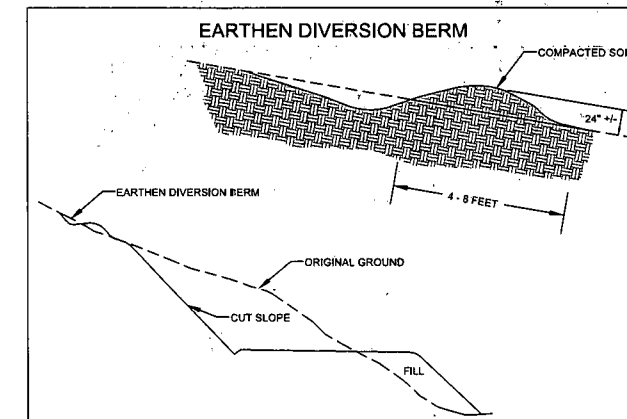 EARTHEN DIVERSION BERM
COMPACTED SOI
24" +/-
4 - 8 FEET
EARTHEN DIVERSION BERM
ORIGINAL GROUND
CUT SLOPE
FILL